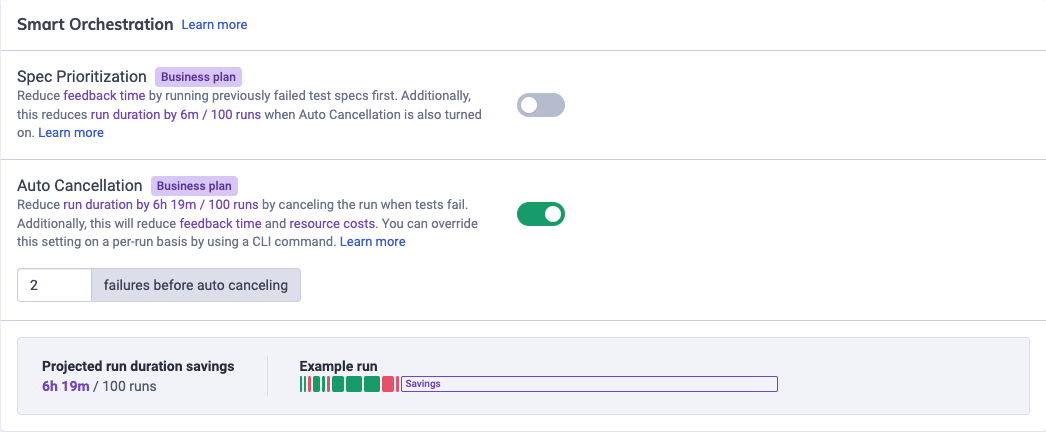 Smart Orchestration Learn more
Spec Prioritization Business plan
Reduce feedback time by running previously failed test specs first. Additionally,
this reduces run duration by 6m / 100 runs when Auto Cancellation is also turned
on. Learn more
Auto Cancellation Business plan
Reduce run duration by 6h 19m / 100 runs by canceling the run when tests fail.
Additionally, this will reduce feedback time and resource costs. You can override
this setting on a per-run basis by using a CLI command. Learn more
2 failures before auto canceling
Projected run duration savings
6h 19m / 100 runs
Example run
Savings